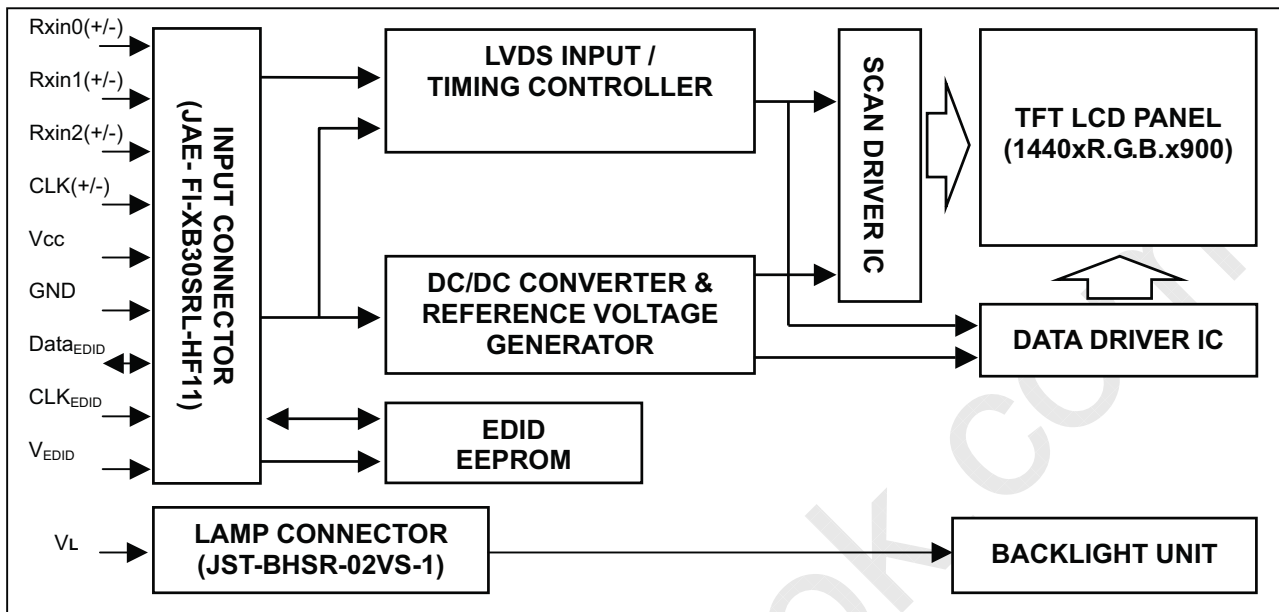 Rxin0(+/-)
Rxin1(+/-)
Rxin2(+/-)
CLK(+/-)
Vcc
GND
DataEDID
CLKEDID
VEDID
VL
INPUT CONNECTOR
(JAE- FI-XB30SRL-HF11)
LVDS INPUT /
TIMING CONTROLLER
DC/DC CONVERTER &
REFERENCE VOLTAGE
GENERATOR
EDID
EEPROM
LAMP CONNECTOR
(JST-BHSR-02VS-1)
SCAN DRIVER IC
TFT LCD PANEL
(1440xR.G.B.x900)
DATA DRIVER IC
BACKLIGHT UNIT
ok.com